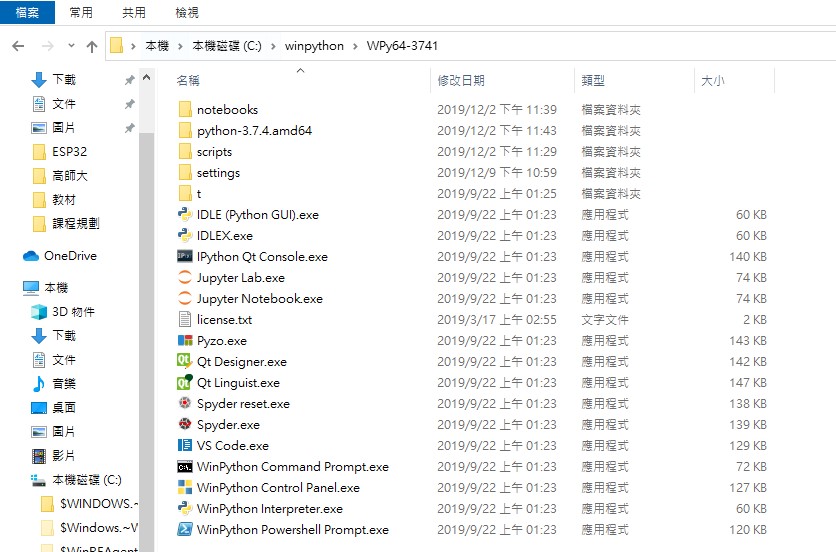 檔案 常用 共用 檢視
本機 本機磁碟 (C:) winpython WPy64-3741
名稱 修改日期 類型 大小
下載
文件
圖片
ESP32
高師大
教材
課程規劃
OneDrive
本機
3D 物件
下載
文件
音樂
桌面
圖片
影片
本機磁碟 (C:)
$WINDOWS.~
$Windows.~W
$WinREAgent
notebooks 2019/12/2 下午 11:39 檔案資料夾
python-3.7.4.amd64 2019/12/2 下午 11:43 檔案資料夾
scripts 2019/12/2 下午 11:29 檔案資料夾
settings 2019/12/9 下午 10:59 檔案資料夾
t 2019/9/22 上午 01:25 檔案資料夾
IDLE (Python GUI).exe 2019/9/22 上午 01:23 應用程式 60 KB
IDLEX.exe 2019/9/22 上午 01:23 應用程式 60 KB
IPython Qt Console.exe 2019/9/22 上午 01:23 應用程式 140 KB
Jupyter Lab.exe 2019/9/22 上午 01:23 應用程式 74 KB
Jupyter Notebook.exe 2019/9/22 上午 01:23 應用程式 74 KB
license.txt 2019/3/17 上午 02:55 文字文件 2 KB
Pyzo.exe 2019/9/22 上午 01:23 應用程式 143 KB
Qt Designer.exe 2019/9/22 上午 01:23 應用程式 142 KB
Qt Linguist.exe 2019/9/22 上午 01:23 應用程式 147 KB
Spyder reset.exe 2019/9/22 上午 01:23 應用程式 138 KB
Spyder.exe 2019/9/22 上午 01:23 應用程式 139 KB
VS Code.exe 2019/9/22 上午 01:23 應用程式 129 KB
WinPython Command Prompt.exe 2019/9/22 上午 01:23 應用程式 72 KB
WinPython Control Panel.exe 2019/9/22 上午 01:23 應用程式 127 KB
WinPython Interpreter.exe 2019/9/22 上午 01:23 應用程式 60 KB
WinPython Powershell Prompt.exe 2019/9/22 上午 01:23 應用程式 120 KB